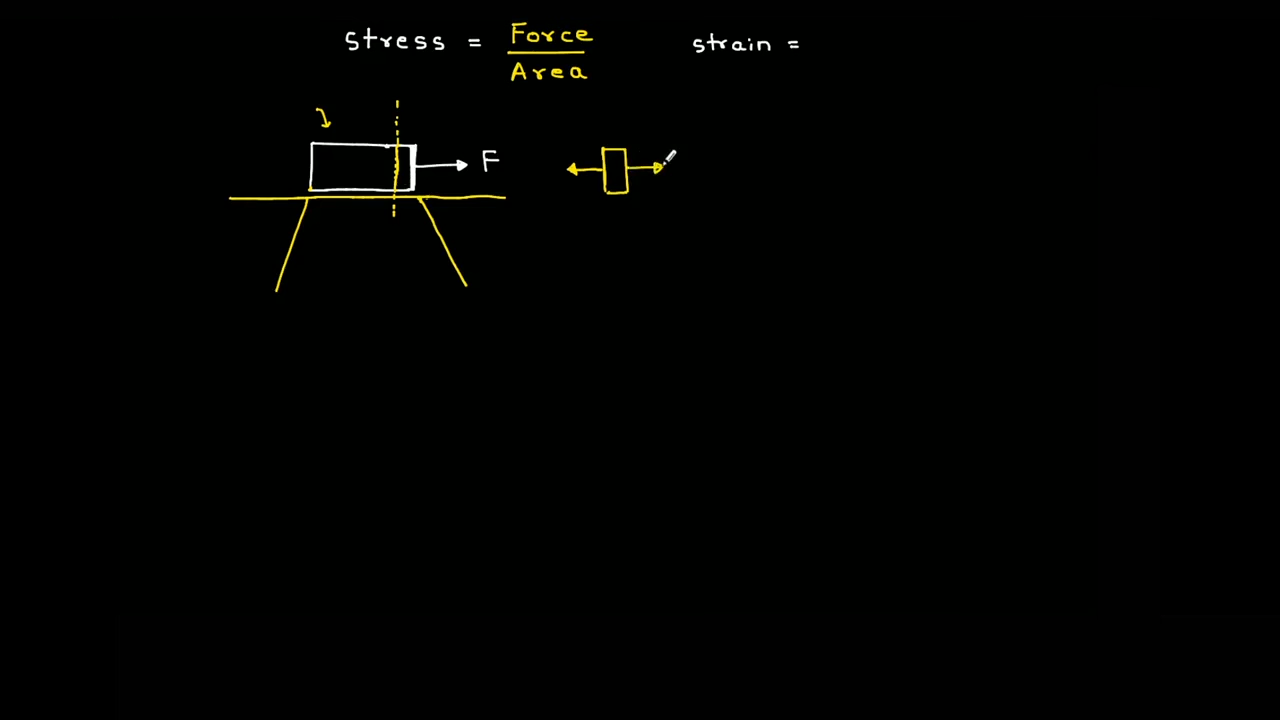 stress = Force / Area
strain =
F